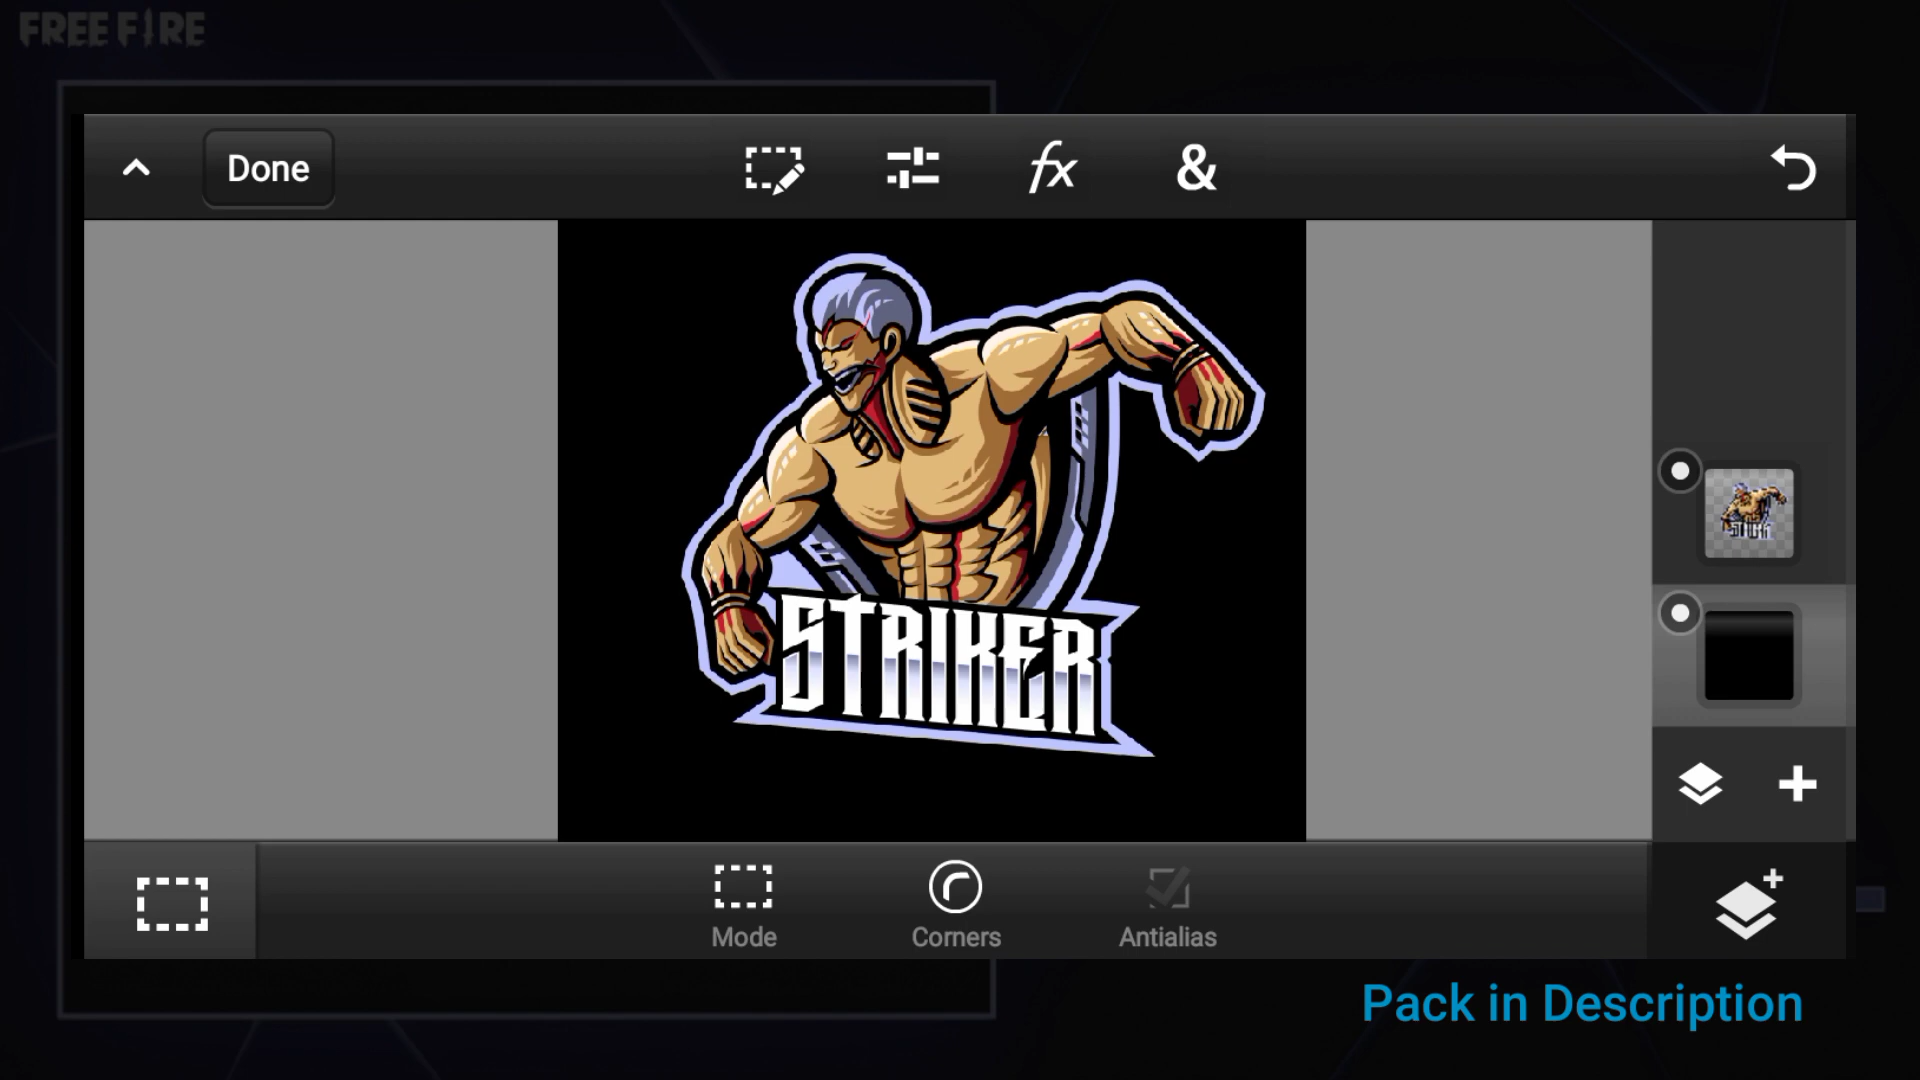 FREE FIRE
Done
fx
&
STRIKER
Mode
Corners
Antialias
Pack in Description